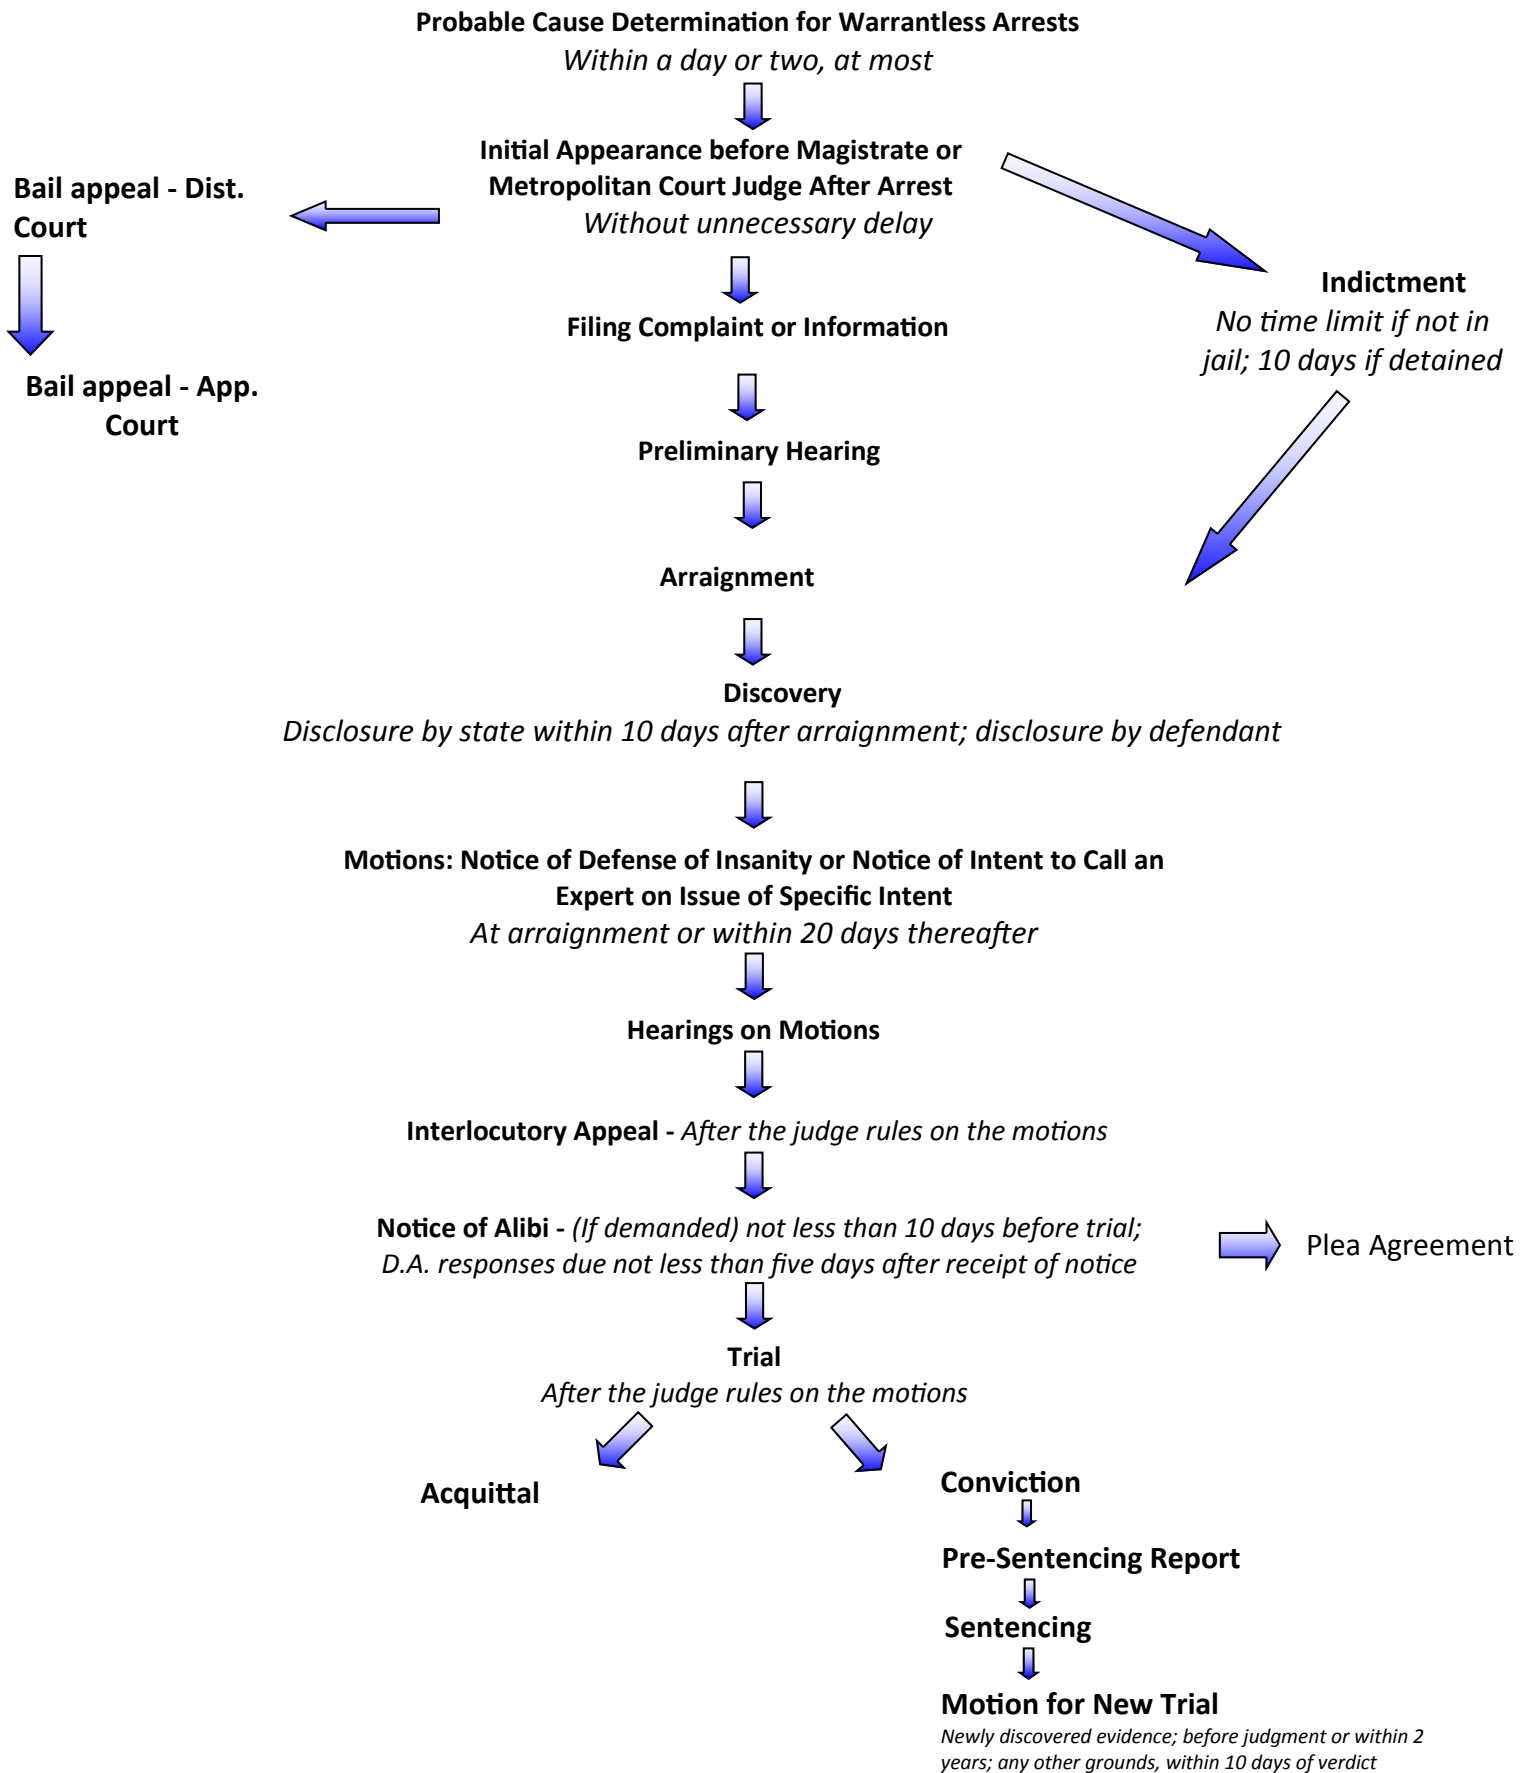 Probable Cause Determination for Warrantless Arrests
Within a day or two, at most
Initial Appearance before Magistrate or
Metropolitan Court Judge After Arrest
Without unnecessary delay
Bail appeal - Dist.
Court
Bail appeal - App.
Court
Indictment
No time limit if not in
jail; 10 days if detained
Filing Complaint or Information
Preliminary Hearing
Arraignment
Discovery
Disclosure by state within 10 days after arraignment; disclosure by defendant
Motions: Notice of Defense of Insanity or Notice of Intent to Call an
Expert on Issue of Specific Intent
At arraignment or within 20 days thereafter
Hearings on Motions
Interlocutory Appeal - After the judge rules on the motions
Notice of Alibi - (If demanded) not less than 10 days before trial;
D.A. responses due not less than five days after receipt of notice
Plea Agreement
Trial
After the judge rules on the motions
Acquittal
Conviction
Pre-Sentencing Report
Sentencing
Motion for New Trial
Newly discovered evidence; before judgment or within 2
years; any other grounds, within 10 days of verdict